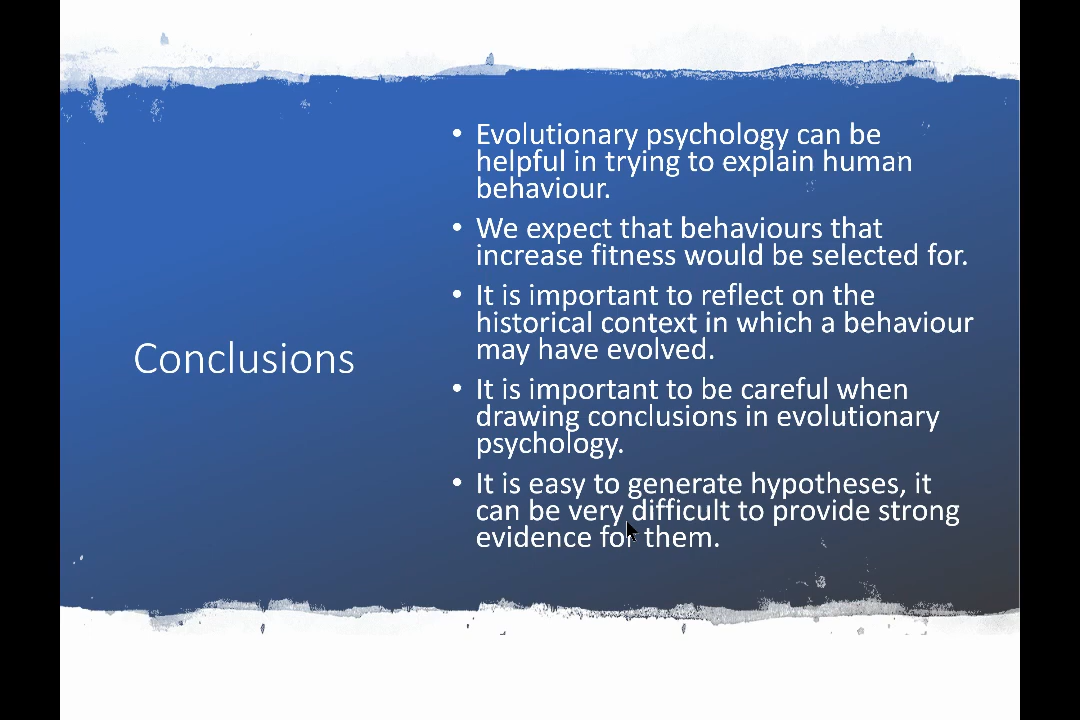 Conclusions
• Evolutionary psychology can be
helpful in trying to explain human
behaviour.
• We expect that behaviours that
increase fitness would be selected for.
• It is important to reflect on the
historical context in which a behaviour
may have evolved.
• It is important to be careful when
drawing conclusions in evolutionary
psychology.
• It is easy to generate hypotheses, it
can be very difficult to provide strong
evidence for them.